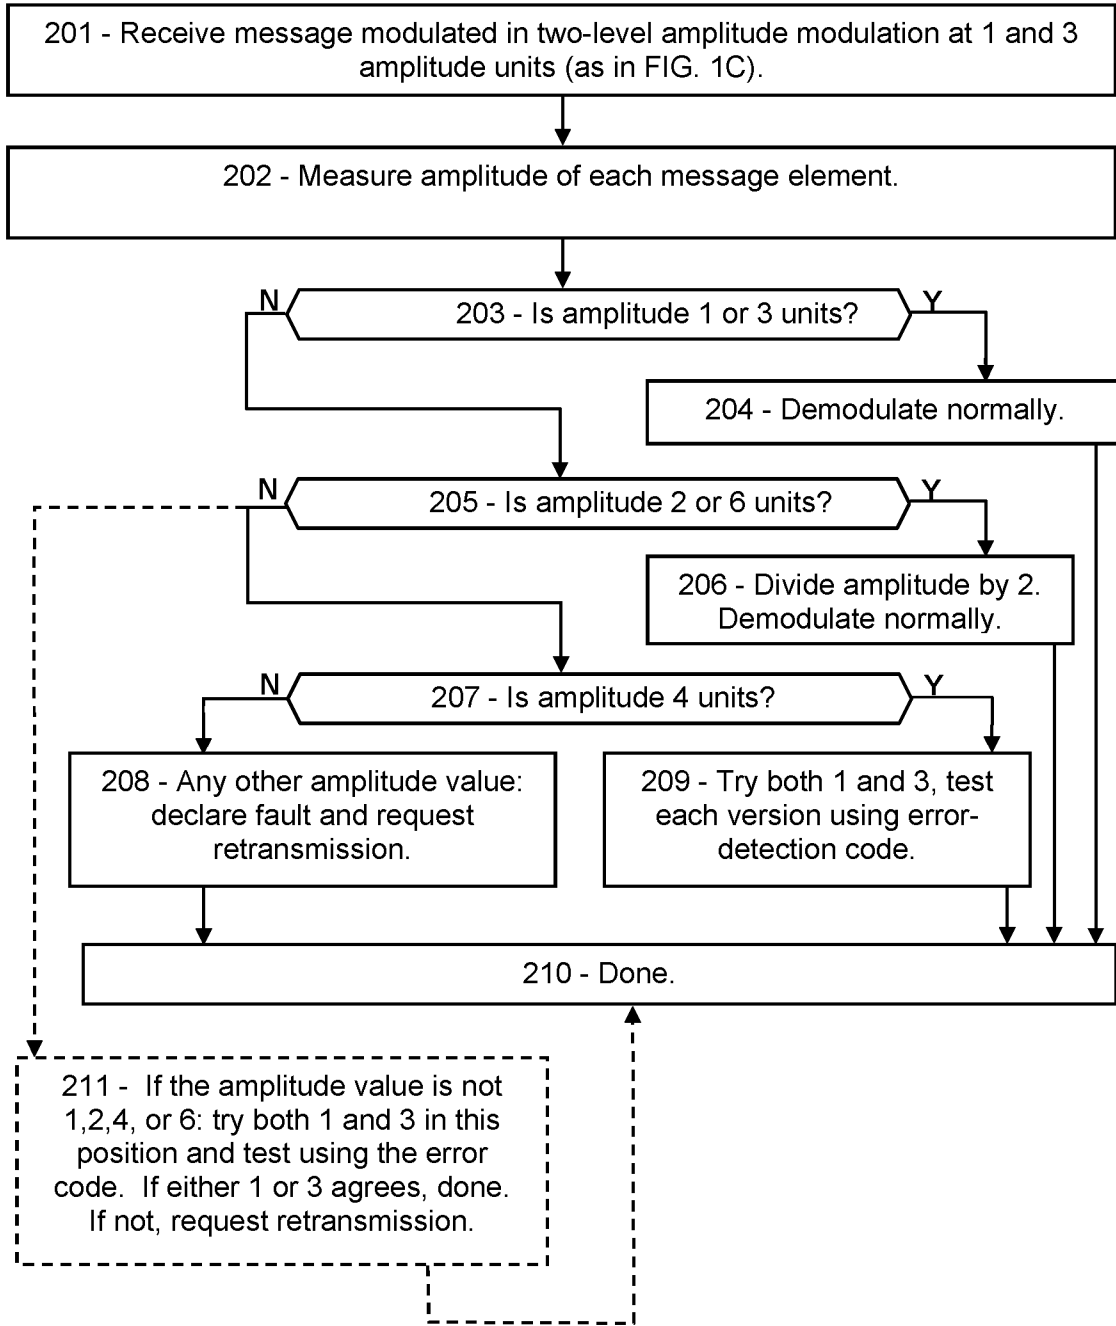 201 - Receive message modulated in two-level amplitude modulation at 1 and 3
amplitude units (as in FIG. 1C).
202 - Measure amplitude of each message element.
N
203 - Is amplitude 1 or 3 units?
Y
204 - Demodulate normally.
N
205 - Is amplitude 2 or 6 units?
Y
206 - Divide amplitude by 2.
Demodulate normally.
N
207 - Is amplitude 4 units?
Y
208 - Any other amplitude value:
declare fault and request
retransmission.
209 - Try both 1 and 3, test
each version using error-
detection code.
210 - Done.
211 -  If the amplitude value is not
1,2,4, or 6: try both 1 and 3 in this
position and test using the error
code.  If either 1 or 3 agrees, done.
If not, request retransmission.